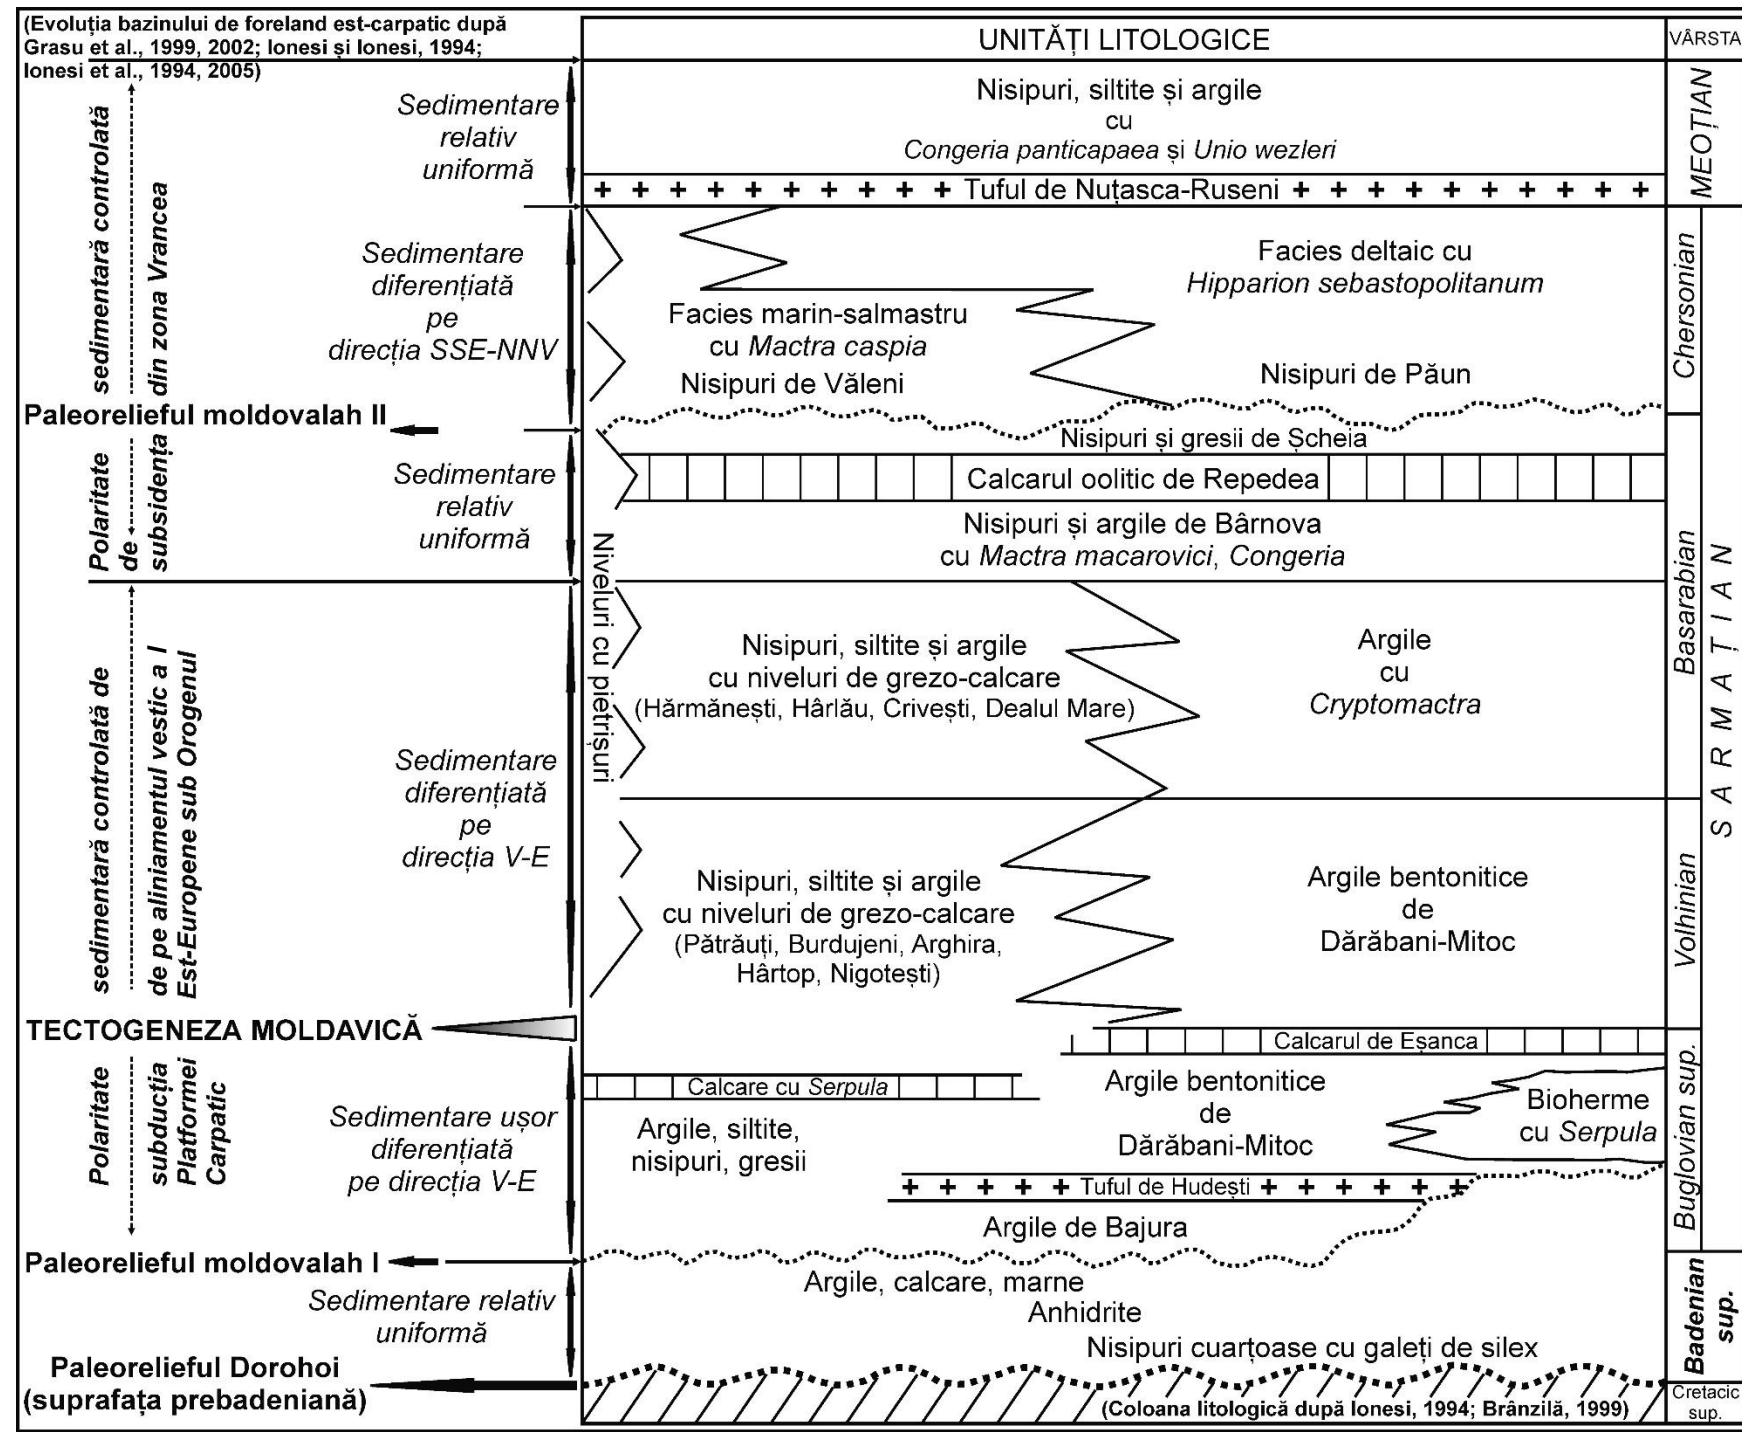 (Evoluția bazinului de foreland est-carpatic după
Grasu et al., 1999, 2002; Ionesi și Ionesi, 1994;
Ionesi et al., 1994, 2005)
UNITĂȚI LITOLOGICE
VÂRSTA
Sedimentare
relativ
uniformă
Nisipuri, siltite și argile
cu
Congeria panticapaea și Unio wezleri
Tuful de Nuțasca-Ruseni
MEOȚIAN
Sedimentare
diferențiată
pe
direcția SSE-NNV
Facies deltaic cu
Hipparion sebastopolitanum
Facies marin-salmastru
cu Mactra caspia
Nisipuri de Văleni
Nisipuri de Păun
Chersonian
Polaritate sedimentară controlată
de
subsidența din zona Vrancea
Paleorelieful moldovalah II
Sedimentare
relativ
uniformă
Nisipuri și gresii de Șcheia
Calcarul oolitic de Repedea
Nisipuri și argile de Bârnova
cu Mactra macarovici, Congeria
Niveluri cu pietrișuri
Basarabian
SARMAȚIAN
Sedimentare
diferențiată
pe
direcția V-E
Nisipuri, siltite și argile
cu niveluri de grezo-calcare
(Hărmănești, Hârlău, Crivești, Dealul Mare)
Argile
cu
Cryptomactra
Nisipuri, siltite și argile
cu niveluri de grezo-calcare
(Pătrăuți, Burdujeni, Arghira,
Hârtop, Nigotești)
Argile bentonitice
de
Dărăbani-Mitoc
Volhinian
Polaritate sedimentară controlată de
subducția de pe aliniamentul vestic a l
Platformei Est-Europene sub Orogenul
Carpatic
TECTOGENEZA MOLDAVICĂ
Sedimentare ușor
diferențiată
pe direcția V-E
Calcarul de Eșanca
Calcare cu Serpula
Argile, siltite,
nisipuri, gresii
Argile bentonitice
de
Dărăbani-Mitoc
Bioherme
cu Serpula
Tuful de Hudești
Argile de Bajura
Buglovian sup.
Paleorelieful moldovalah I
Sedimentare relativ
uniformă
Argile, calcare, marne
Anhidrite
Nisipuri cuarțoase cu galeți de silex
Badenian
sup.
Paleorelieful Dorohoi
(suprafața prebadeniană)
(Coloana litologică după Ionesi, 1994; Brânzilă, 1999)
Cretacic
sup.